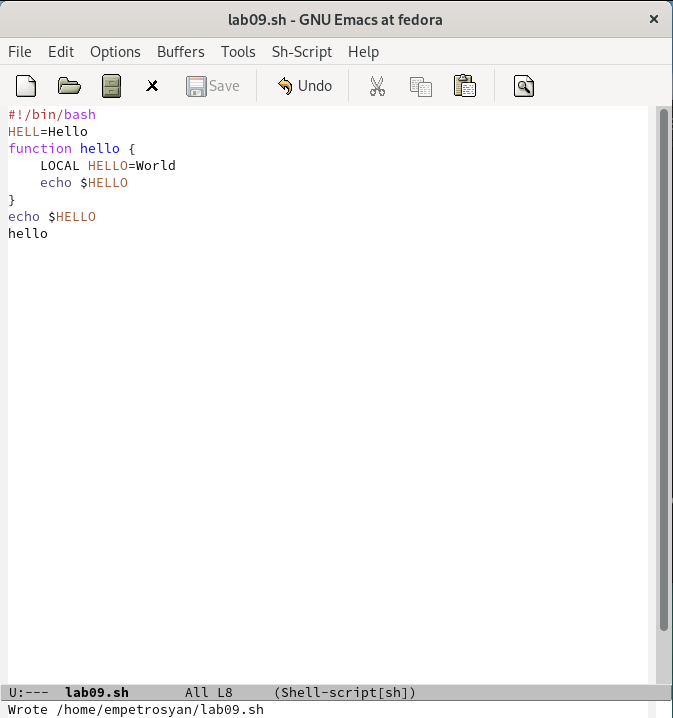 lab09.sh - GNU Emacs at fedora ×
File Edit Options Buffers Tools Sh-Script Help
Save Undo
#!/bin/bash
HELL=Hello
function hello {
    LOCAL HELLO=World
    echo $HELLO
}
echo $HELLO
hello
U:--- lab09.sh All L8 (Shell-script[sh])
Wrote /home/empetrosyan/lab09.sh